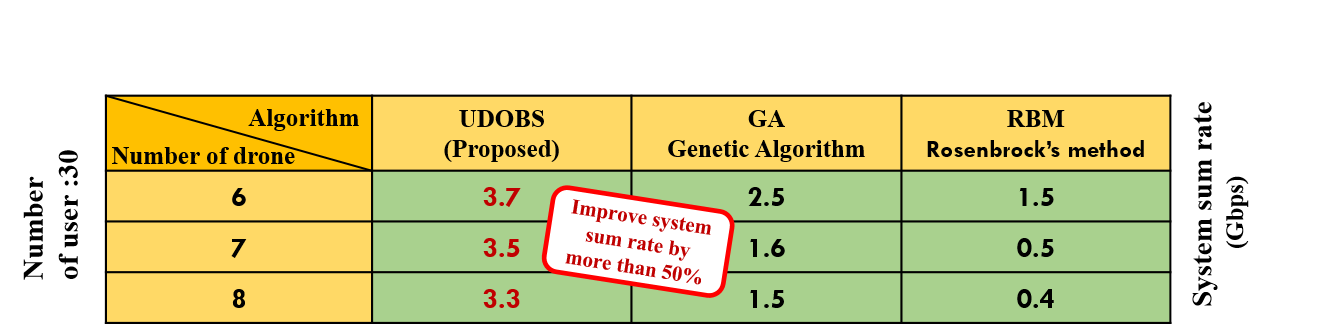 Number
of user :30
Algorithm
Number of drone
UDOBS
(Proposed)
GA
Genetic Algorithm
RBM
Rosenbrock's method
6
3.7
2.5
1.5
7
3.5
1.6
0.5
8
3.3
1.5
0.4
Improve system
sum rate by
more than 50%
System sum rate
(Gbps)